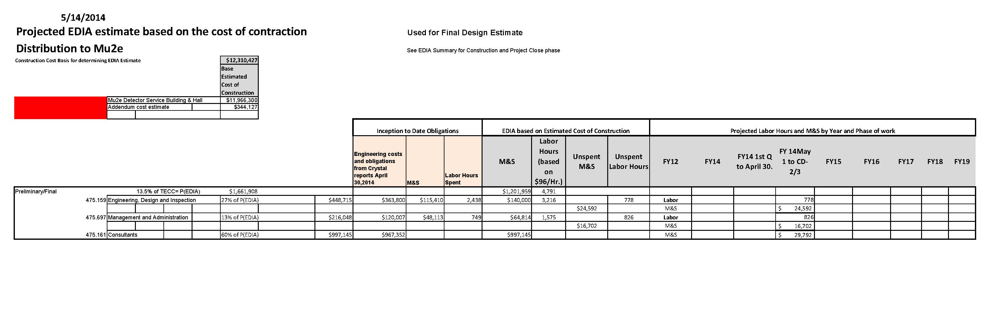 5/14/2014
Projected EDIA estimate based on the cost of contraction
Used for Final Design Estimate
Distribution to Mu2e
See EDIA Summary for Construction and Project Close phase
Construction Cost Basis for determining EDIA Estimate $12,310,427
Base
Estimated
Cost of
Construction
Mu2e Detector Service Building & Hall $11,966,300
Addendum cost estimate $344,127
Inception to Date Obligations EDIA based on Estimated Cost of Construction Projected Labor Hours and M&S by Year and Phase of work
Engineering costs
and obligations
from Crystal
reports April
30,2014
M&S
Labor Hours
Spent
M&S
Labor
Hours
(based
on
$96/Hr.)
Unspent
M&S
Unspent
Labor Hours
FY12
FY14
FY14 1st Q
to April 30.
FY 14May
1 to CD-
2/3
FY15
FY16
FY17
FY18
FY19
Preliminary/Final 13.5% of TECC= P(EDIA) $1,661,908 $1,201,959 4,791
475.159 Engineering, Design and Inspection 27% of P(EDIA) $448,715 $363,800 $115,410 2,438 $140,000 3,216 778 Labor 778
$24,592 M&S $ 24,592
475.697 Management and Administration 13% of P(EDIA) $216,048 $120,007 $48,113 749 $64,814 1,575 826 Labor 826
$16,702 M&S $ 16,702
475.161 Consultants 60% of P(EDIA) $997,145 $967,352 $997,145 M&S $ 29,792